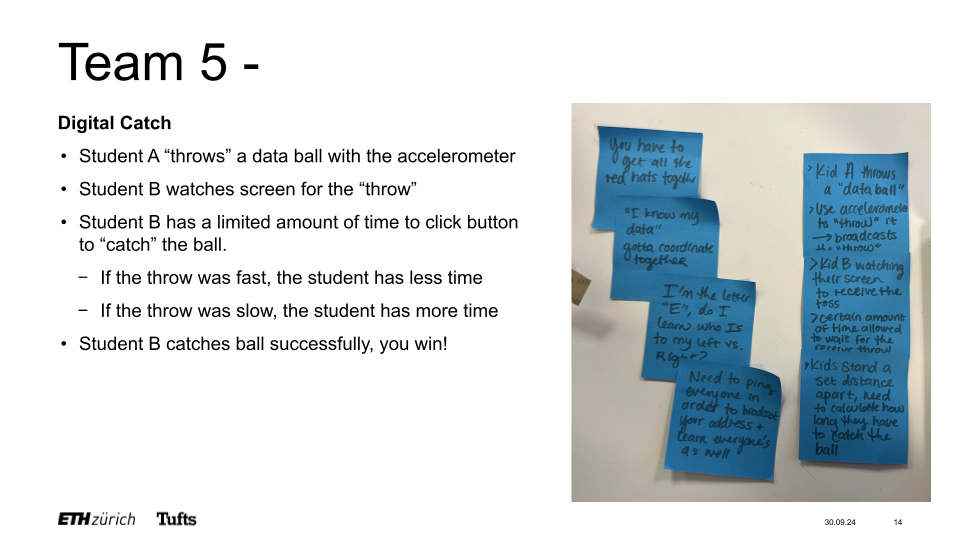 Team 5 -
Digital Catch
• Student A “throws” a data ball with the accelerometer
• Student B watches screen for the “throw”
• Student B has a limited amount of time to click button
to “catch” the ball.
− If the throw was fast, the student has less time
− If the throw was slow, the student has more time
• Student B catches ball successfully, you win!
You have to
get all the
red hats together
"I know my
data"
gotta coordinate
together
I'm the letter
"E", do I
learn who Is
to my left vs.
Right?
Need to ping
everyone in
order to brodcast
your address +
learn everyone's
as well
> Kid A throws
a "data ball"
> Use accelerometer
to "throw" it
→ broadcasts
the "throw"
> Kid B watching
their screen
to receive the
toss
> certain amount
of time allowed
to wait for the
receive throw
> Kids stand a
set distance
apart, need
to calculate how
long they have
to catch the
ball
ETH zürich Tufts
30.09.24 14